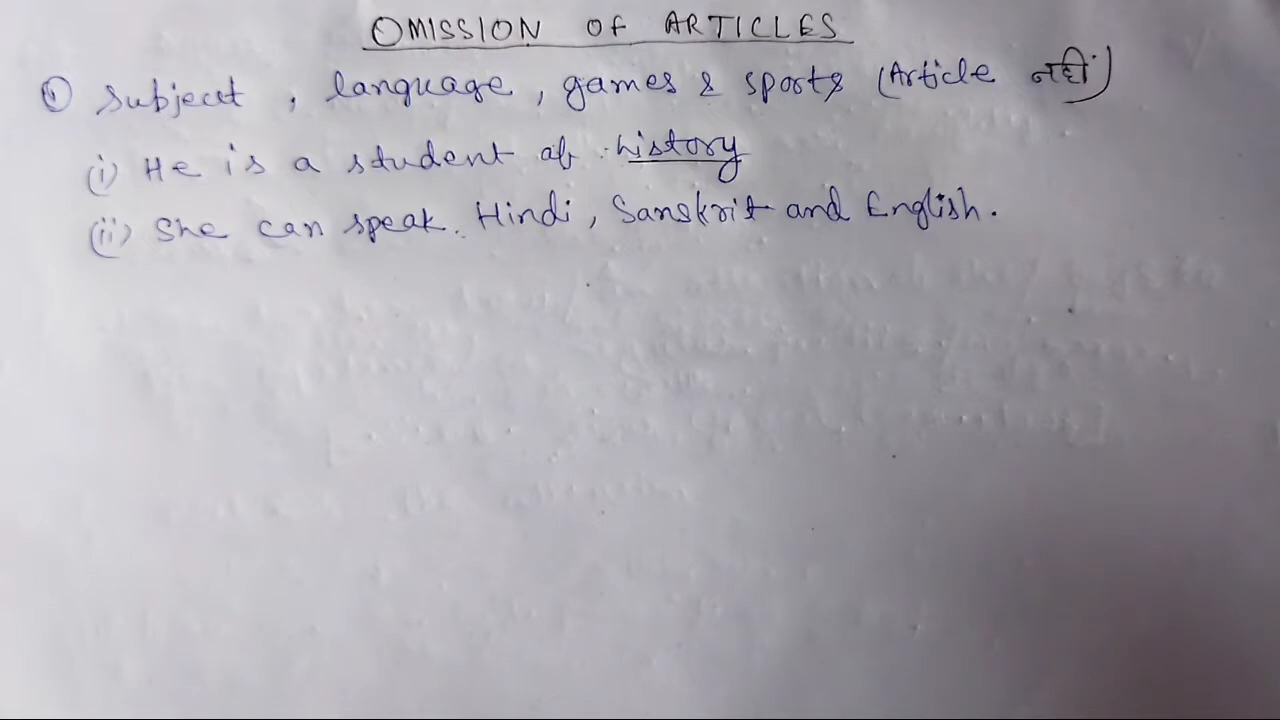 OMISSION OF ARTICLES
① Subject, language, games & sports (Article नहीं)
(i) He is a student of history
(ii) She can speak. Hindi, Sanskrit and English.